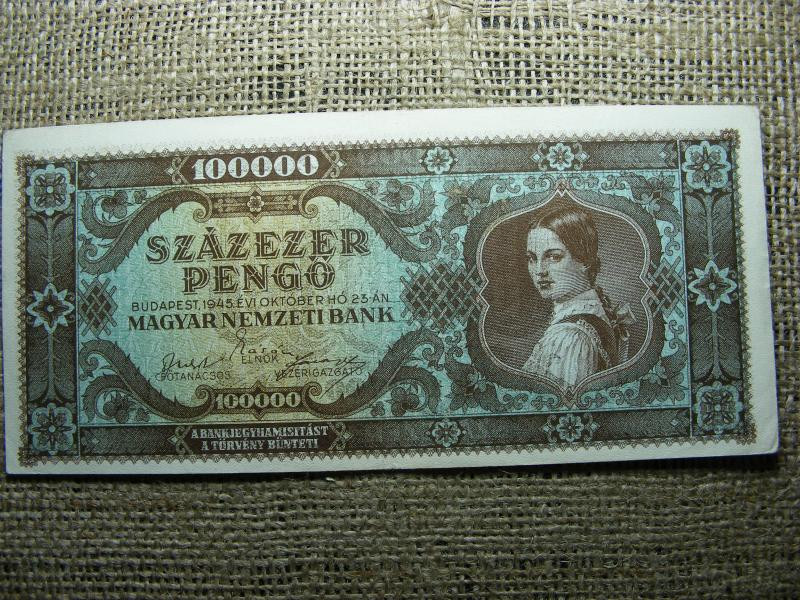 100000
SZÁZEZER
PENGŐ
BUDAPEST, 1945. ÉVI OKTÓBER HÓ 23-ÁN
MAGYAR NEMZETI BANK
ELNÖK
FŐTANÁCSOS
VEZÉRIGAZGATÓ
100000
A BANKJEGYHAMISÍTÁST
A TÖRVÉNY BÜNTETI